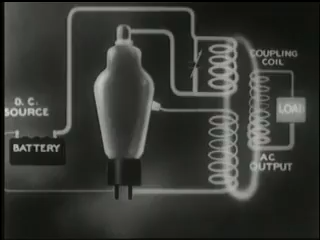 D.C.
SOURCE
BATTERY
COUPLING
COIL
LOAD
AC
OUTPUT